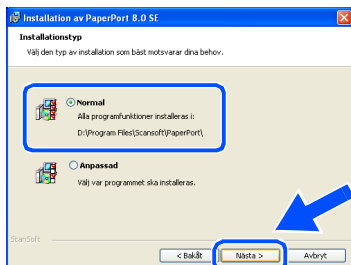 Installation av PaperPort 8.0 SE
Installationstyp
Välj den typ av installation som bäst motsvarar dina behov.
Normal
Alla programfunktioner installeras i:
D:\Program Files\Scansoft\PaperPort\
Anpassad
Välj var programmet ska installeras.
ScanSoft
< Bakåt
Nästa >
Avbryt